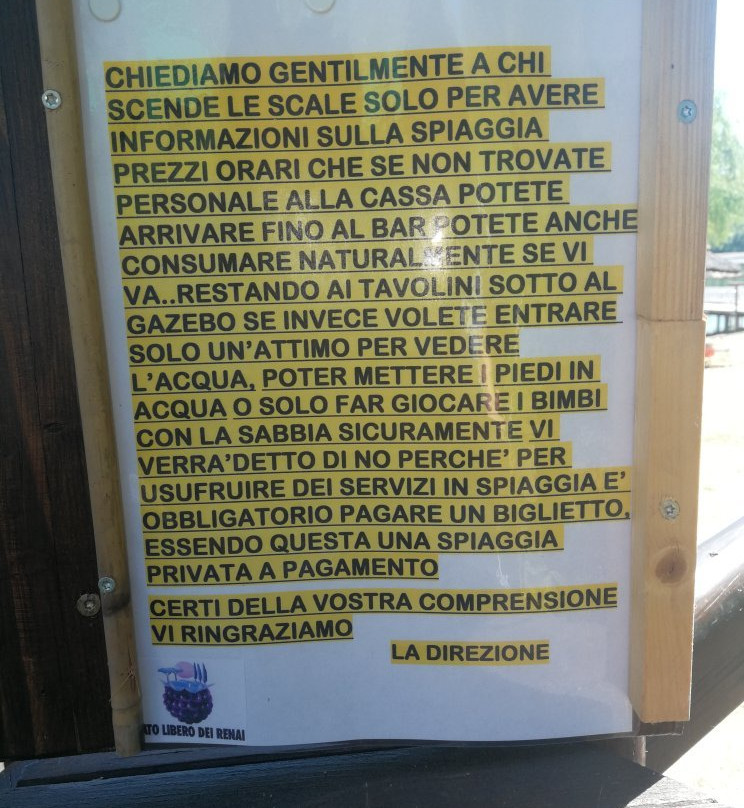 CHIEDIAMO GENTILMENTE A CHI
SCENDE LE SCALE SOLO PER AVERE
INFORMAZIONI SULLA SPIAGGIA
PREZZI ORARI CHE SE NON TROVATE
PERSONALE ALLA CASSA POTETE
ARRIVARE FINO AL BAR POTETE ANCHE
CONSUMARE NATURALMENTE SE VI
VA..RESTANDO AI TAVOLINI SOTTO AL
GAZEBO SE INVECE VOLETE ENTRARE
SOLO UN'ATTIMO PER VEDERE
L'ACQUA, POTER METTERE I PIEDI IN
ACQUA O SOLO FAR GIOCARE I BIMBI
CON LA SABBIA SICURAMENTE VI
VERRA'DETTO DI NO PERCHE' PER
USUFRUIRE DEI SERVIZI IN SPIAGGIA E'
OBBLIGATORIO PAGARE UN BIGLIETTO,
ESSENDO QUESTA UNA SPIAGGIA
PRIVATA A PAGAMENTO
CERTI DELLA VOSTRA COMPRENSIONE
VI RINGRAZIAMO
LA DIREZIONE
ATO LIBERO DEI RENAI